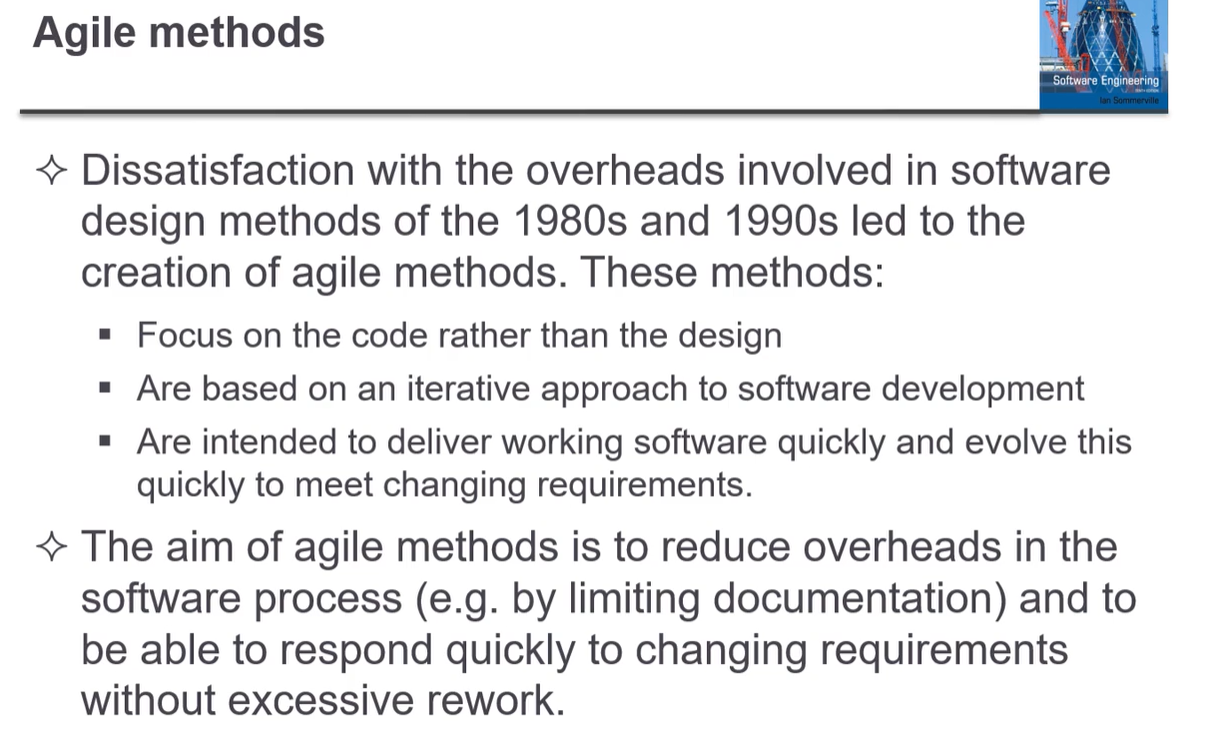 Agile methods
Software Engineering
Ian Sommerville
✧ Dissatisfaction with the overheads involved in software
design methods of the 1980s and 1990s led to the
creation of agile methods. These methods:
▪ Focus on the code rather than the design
▪ Are based on an iterative approach to software development
▪ Are intended to deliver working software quickly and evolve this
quickly to meet changing requirements.
✧ The aim of agile methods is to reduce overheads in the
software process (e.g. by limiting documentation) and to
be able to respond quickly to changing requirements
without excessive rework.